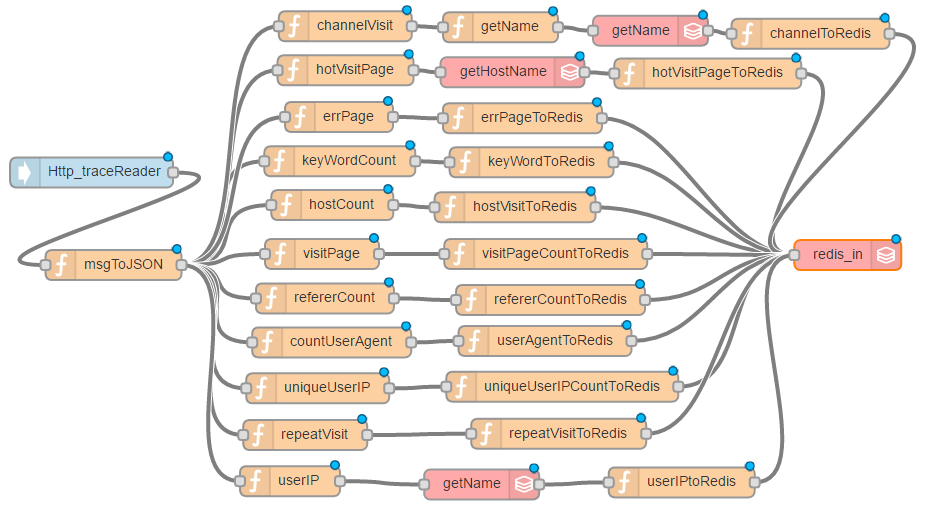 channelVisit
getName
getName
channelToRedis
hotVisitPage
getHostName
hotVisitPageToRedis
errPage
errPageToRedis
keyWordCount
keyWordToRedis
Http_traceReader
hostCount
hostVisitToRedis
visitPage
visitPageCountToRedis
redis_in
msgToJSON
refererCount
refererCountToRedis
countUserAgent
userAgentToRedis
uniqueUserIP
uniqueUserIPCountToRedis
repeatVisit
repeatVisitToRedis
userIP
getName
userIPtoRedis